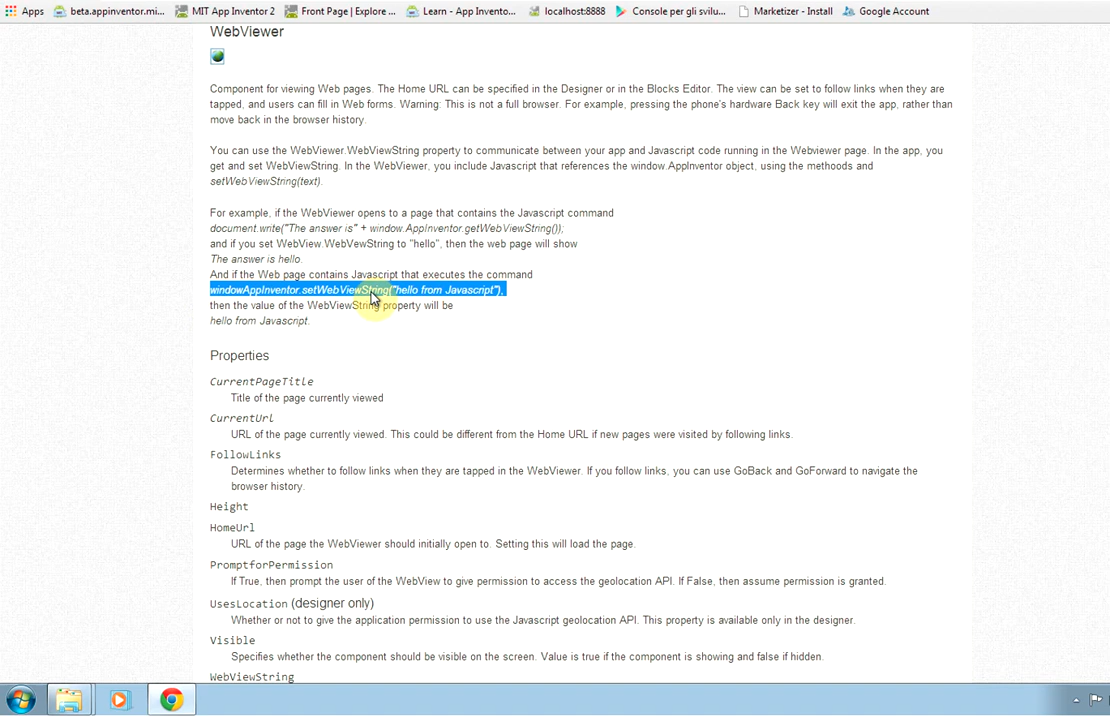 Apps beta.appinventor.mi... MIT App Inventor 2 Front Page | Explore ... Learn - App Invento... localhost:8888 Console per gli svilu... Marketizer - Install Google Account
WebViewer
Component for viewing Web pages. The Home URL can be specified in the Designer or in the Blocks Editor. The view can be set to follow links when they are
tapped, and users can fill in Web forms. Warning: This is not a full browser. For example, pressing the phone's hardware Back key will exit the app, rather than
move back in the browser history.
You can use the WebViewer.WebViewString property to communicate between your app and Javascript code running in the Webviewer page. In the app, you
get and set WebViewString. In the WebViewer, you include Javascript that references the window.AppInventor object, using the methoods and
setWebViewString(text).
For example, if the WebViewer opens to a page that contains the Javascript command
document.write("The answer is" + window.AppInventor.getWebViewString());
and if you set WebView.WebVewString to "hello", then the web page will show
The answer is hello.
And if the Web page contains Javascript that executes the command
windowAppInventor.setWebViewString("hello from Javascript"),
then the value of the WebViewString property will be
hello from Javascript.
Properties
CurrentPageTitle
Title of the page currently viewed
CurrentUrl
URL of the page currently viewed. This could be different from the Home URL if new pages were visited by following links.
FollowLinks
Determines whether to follow links when they are tapped in the WebViewer. If you follow links, you can use GoBack and GoForward to navigate the
browser history.
Height
HomeUrl
URL of the page the WebViewer should initially open to. Setting this will load the page.
PromptforPermission
If True, then prompt the user of the WebView to give permission to access the geolocation API. If False, then assume permission is granted.
UsesLocation (designer only)
Whether or not to give the application permission to use the Javascript geolocation API. This property is available only in the designer.
Visible
Specifies whether the component should be visible on the screen. Value is true if the component is showing and false if hidden.
WebViewString